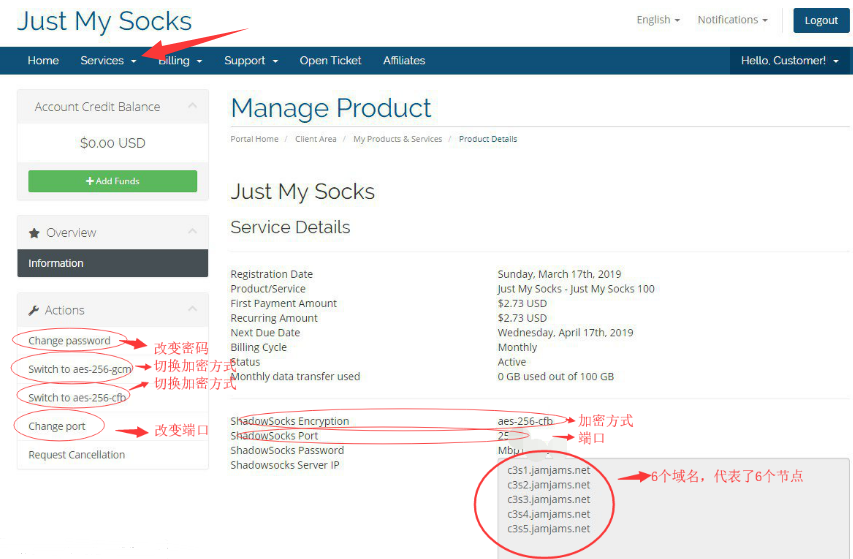 Just My Socks
English
Notifications
Logout
Home
Services
Billing
Support
Open Ticket
Affiliates
Hello, Customer!
Account Credit Balance
$0.00 USD
Add Funds
Overview
Information
Actions
Change password
改变密码
Switch to aes-256-gcm
切换加密方式
Switch to aes-256-cfb
切换加密方式
Change port
改变端口
Request Cancellation
Manage Product
Portal Home / Client Area / My Products & Services / Product Details
Just My Socks
Service Details
Registration Date Sunday, March 17th, 2019
Product/Service Just My Socks - Just My Socks 100
First Payment Amount $2.73 USD
Recurring Amount $2.73 USD
Next Due Date Wednesday, April 17th, 2019
Billing Cycle Monthly
Status Active
Monthly data transfer used 0 GB used out of 100 GB
ShadowSocks Encryption aes-256-cfb 加密方式
ShadowSocks Port 端口
ShadowSocks Password
Shadowsocks Server IP
c3s1.jamjams.net
c3s2.jamjams.net
c3s3.jamjams.net
c3s4.jamjams.net
c3s5.jamjams.net
6个域名，代表了6个节点